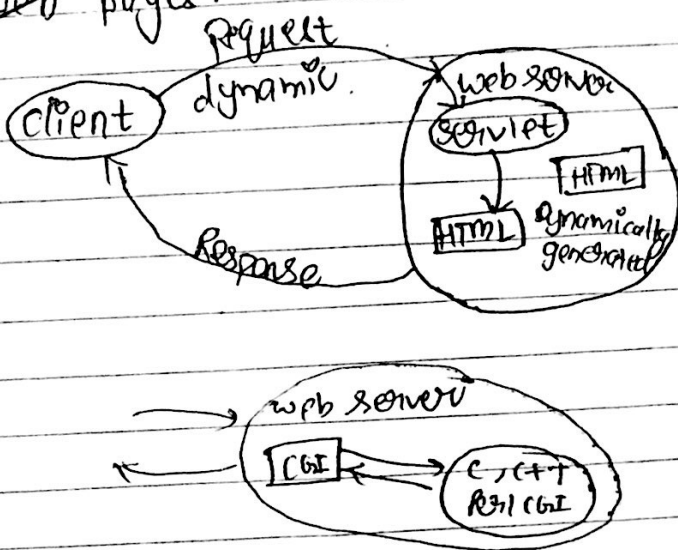 pages.
Request
dynamic.
client
web server
servlet
HTML
HTML
dynamically
generated
Response
web server
CGI
C, C++
Perl CGI